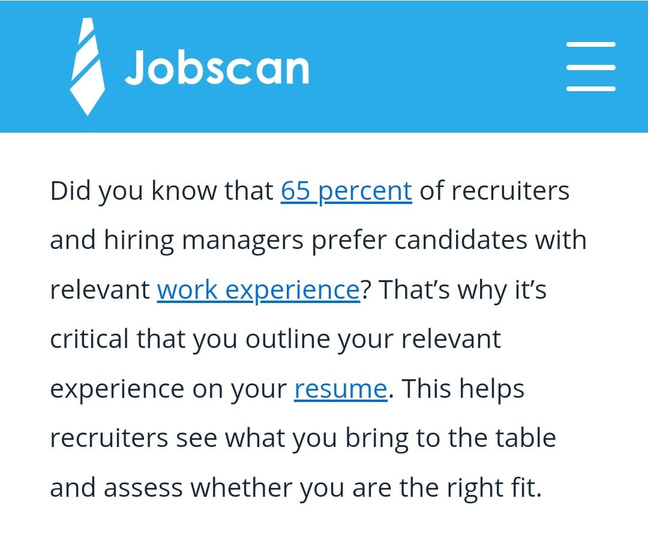 Jobscan
Did you know that 65 percent of recruiters
and hiring managers prefer candidates with
relevant work experience? That’s why it’s
critical that you outline your relevant
experience on your resume. This helps
recruiters see what you bring to the table
and assess whether you are the right fit.